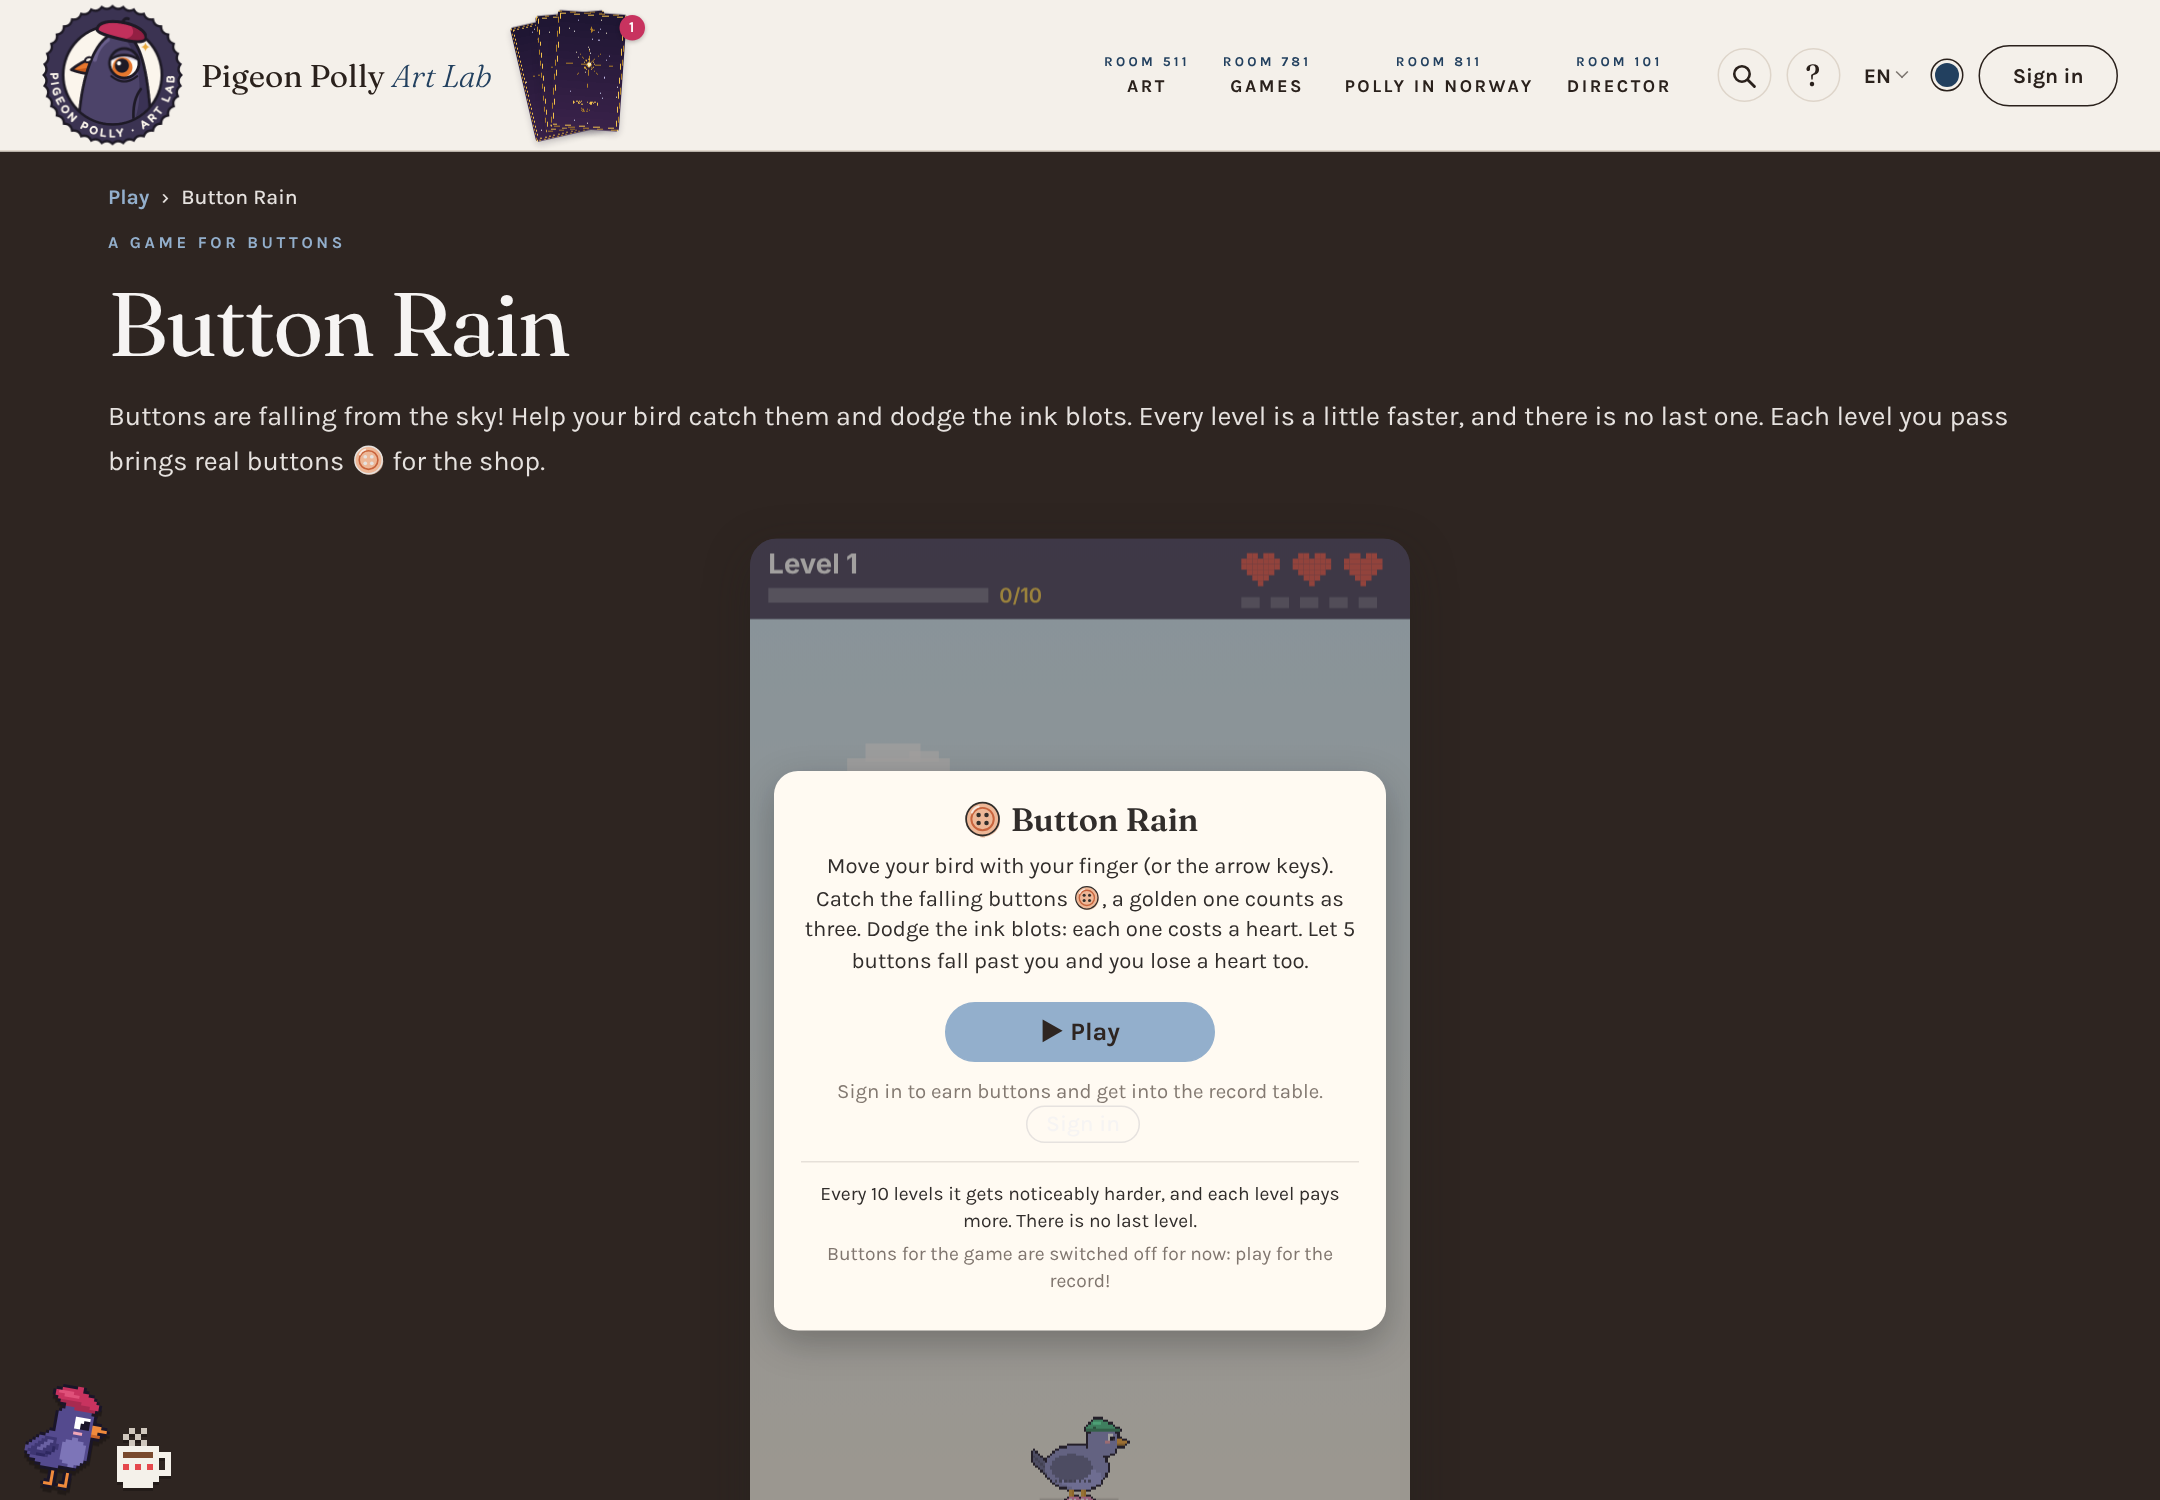 PIGEON POLLY · ART LAB
Pigeon Polly Art Lab
1
ROOM 511
ART
ROOM 781
GAMES
ROOM 811
POLLY IN NORWAY
ROOM 101
DIRECTOR
?
EN
Sign in
Play › Button Rain
A GAME FOR BUTTONS
Button Rain
Buttons are falling from the sky! Help your bird catch them and dodge the ink blots. Every level is a little faster, and there is no last one. Each level you pass
brings real buttons for the shop.
Level 1
0/10
Button Rain
Move your bird with your finger (or the arrow keys).
Catch the falling buttons , a golden one counts as
three. Dodge the ink blots: each one costs a heart. Let 5
buttons fall past you and you lose a heart too.
Play
Sign in to earn buttons and get into the record table.
Sign in
Every 10 levels it gets noticeably harder, and each level pays
more. There is no last level.
Buttons for the game are switched off for now: play for the
record!